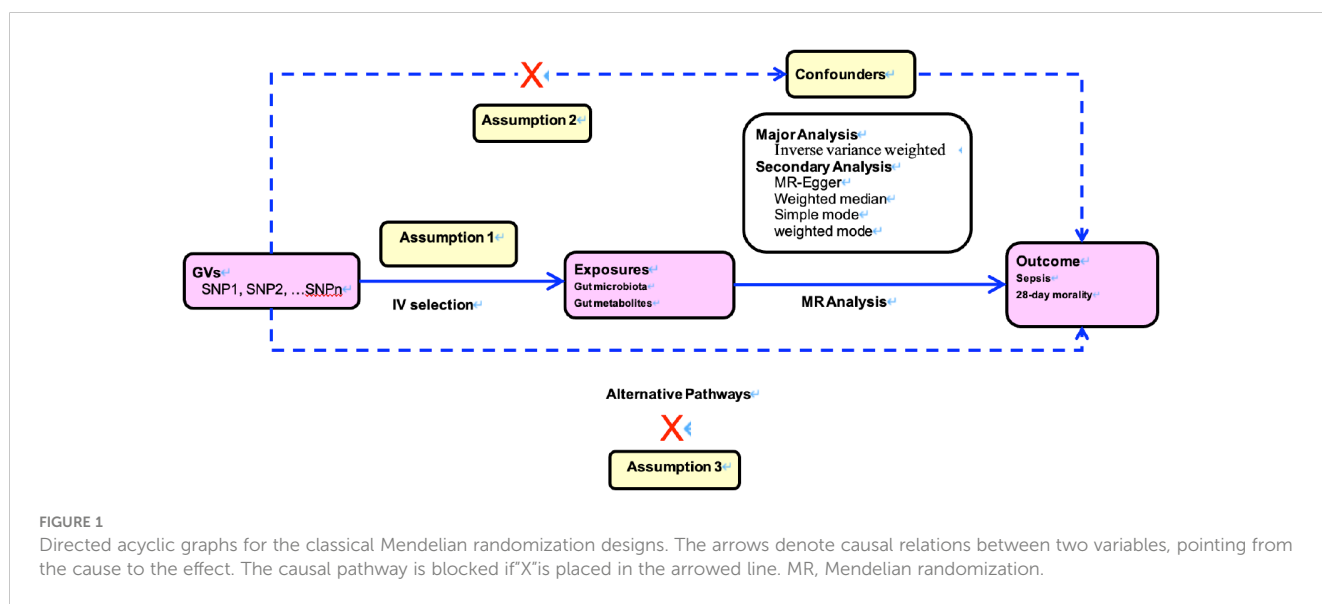 X
Confounders
Assumption 2
Major Analysis
Inverse variance weighted
Secondary Analysis
MR-Egger
Weighted median
Simple mode
weighted mode
Assumption 1
GVs
SNP1, SNP2, ...SNPn
IV selection
Exposures
Gut microbiota
Gut metabolites
MR Analysis
Outcome
Sepsis
28-day morality
Alternative Pathways
X
Assumption 3
FIGURE 1
Directed acyclic graphs for the classical Mendelian randomization designs. The arrows denote causal relations between two variables, pointing from
the cause to the effect. The causal pathway is blocked if"X"is placed in the arrowed line. MR, Mendelian randomization.